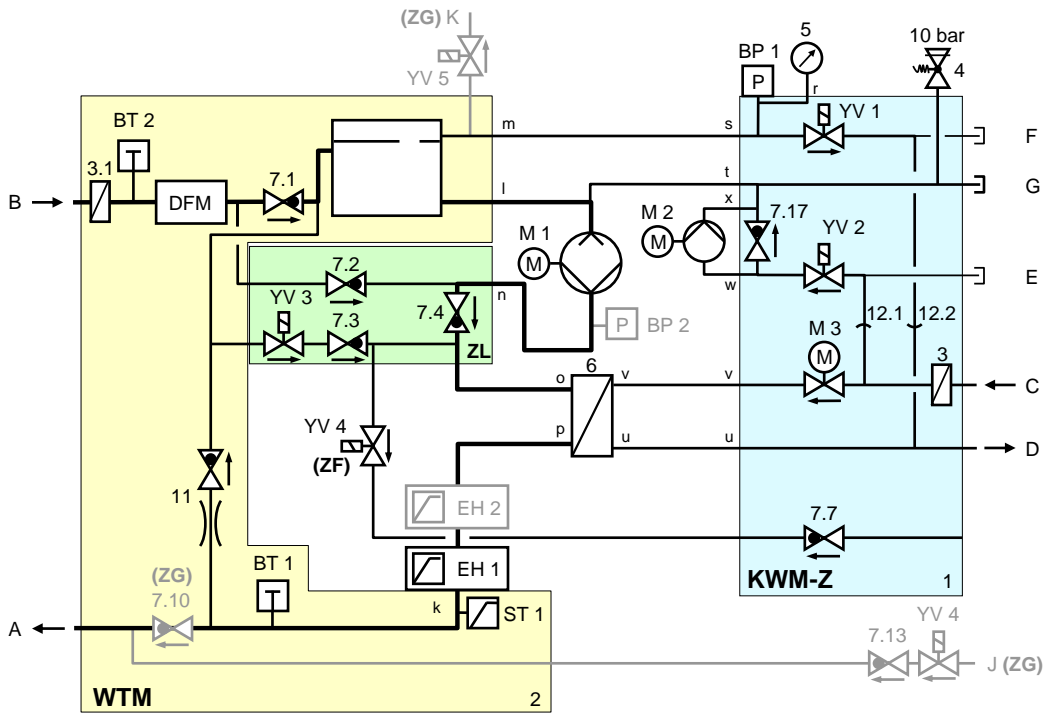 (ZG) K
YV 5
10 bar
4
5
BP 1
P
r
BT 2
3.1
B
DFM
7.1
m
s
YV 1
F
t
G
l
x
M 1
M
M 2
M
7.17
YV 2
w
E
7.2
n
YV 3
7.3
7.4
ZL
P
BP 2
12.1
12.2
M 3
M
3
6
o
v
v
C
p
u
u
D
YV 4
(ZF)
11
EH 2
7.7
EH 1
KWM-Z
1
BT 1
(ZG)
7.10
k
ST 1
A
YV 4
7.13
J (ZG)
WTM
2